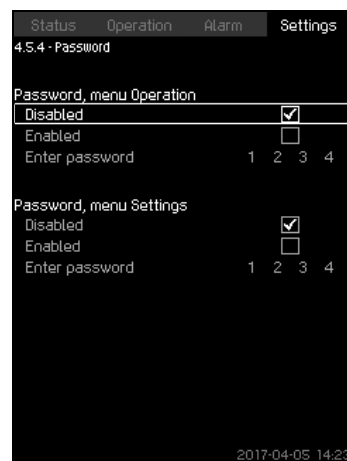 Status Operation Alarm Settings
4.5.4 - Password
Password, menu Operation
Disabled
Enabled
Enter password 1 2 3 4
Password, menu Settings
Disabled
Enabled
Enter password 1 2 3 4
2017-04-05 14:23